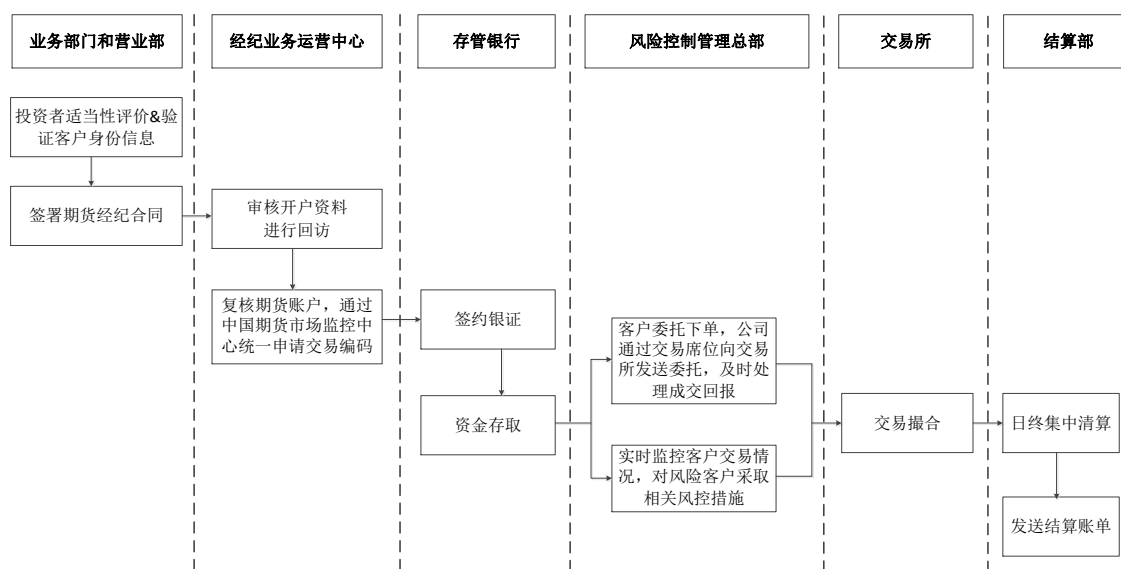 业务部门和营业部
经纪业务运营中心
存管银行
风险控制管理总部
交易所
结算部
投资者适当性评价&验
证客户身份信息
签署期货经纪合同
审核开户资料
进行回访
复核期货账户，通过
中国期货市场监控中
心统一申请交易编码
签约银证
资金存取
客户委托下单，公司
通过交易席位向交易
所发送委托，及时处
理成交回报
实时监控客户交易情
况，对风险客户采取
相关风控措施
交易撮合
日终集中清算
发送结算账单